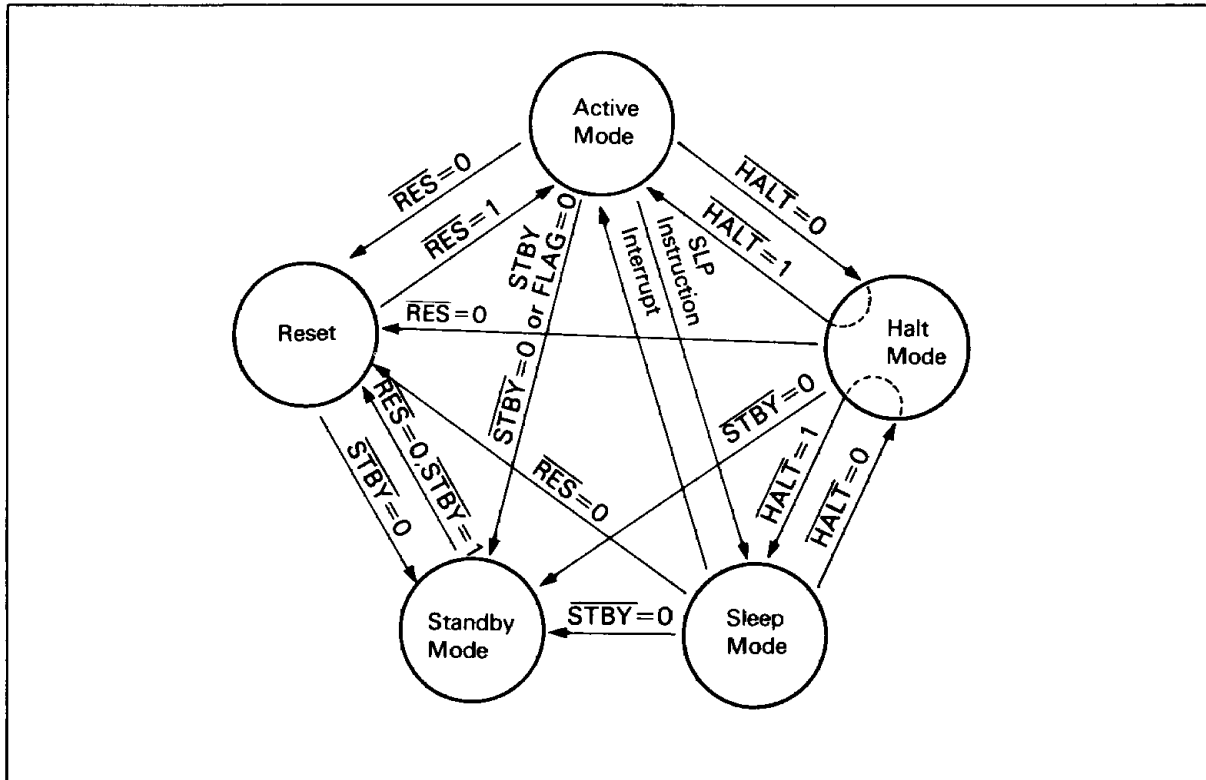 Active
Mode
RES=0
RES=1
HALT=0
HALT=1
STBY
STBY=0 or FLAG=0
Interrupt
SLP
Instruction
Reset
RES=0
Halt
Mode
STBY=0
RES=0,STBY=1
RES=0
STBY=0
HALT=1
HALT=0
Standby
Mode
STBY=0
Sleep
Mode